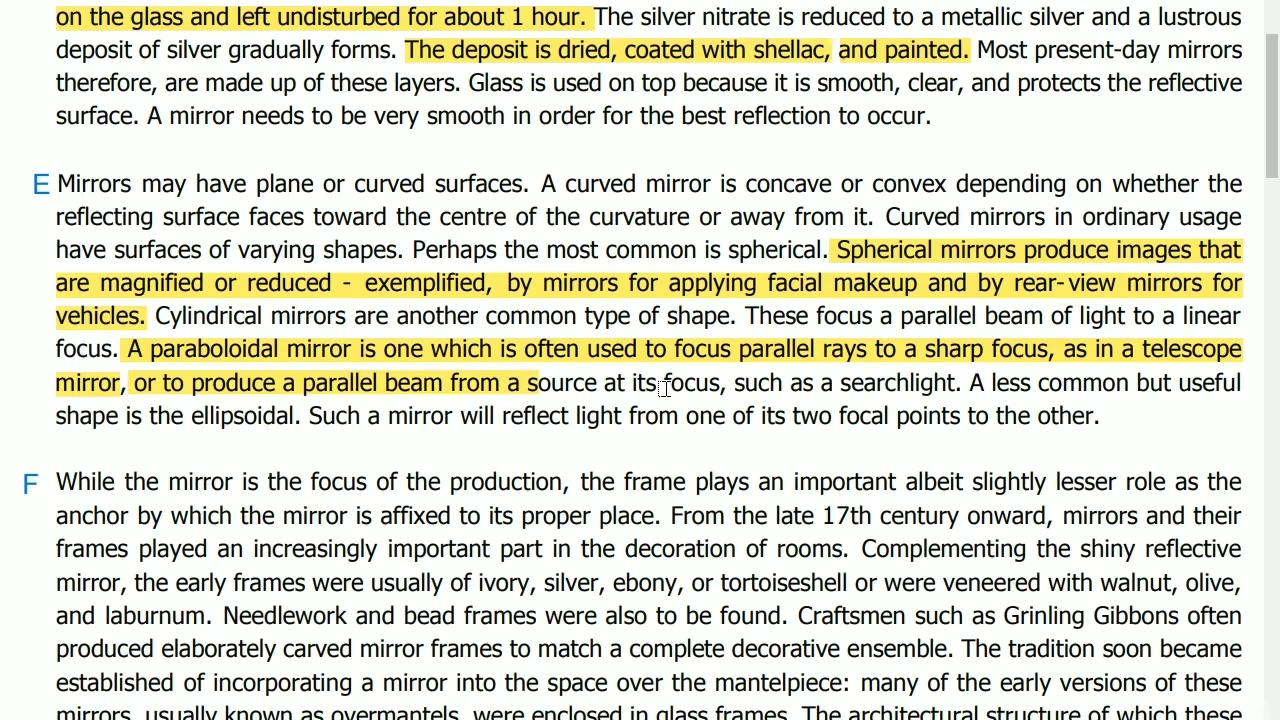 on the glass and left undisturbed for about 1 hour. The silver nitrate is reduced to a metallic silver and a lustrous
deposit of silver gradually forms. The deposit is dried, coated with shellac, and painted. Most present-day mirrors
therefore, are made up of these layers. Glass is used on top because it is smooth, clear, and protects the reflective
surface. A mirror needs to be very smooth in order for the best reflection to occur.
E Mirrors may have plane or curved surfaces. A curved mirror is concave or convex depending on whether the
reflecting surface faces toward the centre of the curvature or away from it. Curved mirrors in ordinary usage
have surfaces of varying shapes. Perhaps the most common is spherical. Spherical mirrors produce images that
are magnified or reduced - exemplified, by mirrors for applying facial makeup and by rear-view mirrors for
vehicles. Cylindrical mirrors are another common type of shape. These focus a parallel beam of light to a linear
focus. A paraboloidal mirror is one which is often used to focus parallel rays to a sharp focus, as in a telescope
mirror, or to produce a parallel beam from a source at its focus, such as a searchlight. A less common but useful
shape is the ellipsoidal. Such a mirror will reflect light from one of its two focal points to the other.
F While the mirror is the focus of the production, the frame plays an important albeit slightly lesser role as the
anchor by which the mirror is affixed to its proper place. From the late 17th century onward, mirrors and their
frames played an increasingly important part in the decoration of rooms. Complementing the shiny reflective
mirror, the early frames were usually of ivory, silver, ebony, or tortoiseshell or were veneered with walnut, olive,
and laburnum. Needlework and bead frames were also to be found. Craftsmen such as Grinling Gibbons often
produced elaborately carved mirror frames to match a complete decorative ensemble. The tradition soon became
established of incorporating a mirror into the space over the mantelpiece: many of the early versions of these
mirrors, usually known as overmantels, were enclosed in glass frames. The architectural structure of which these